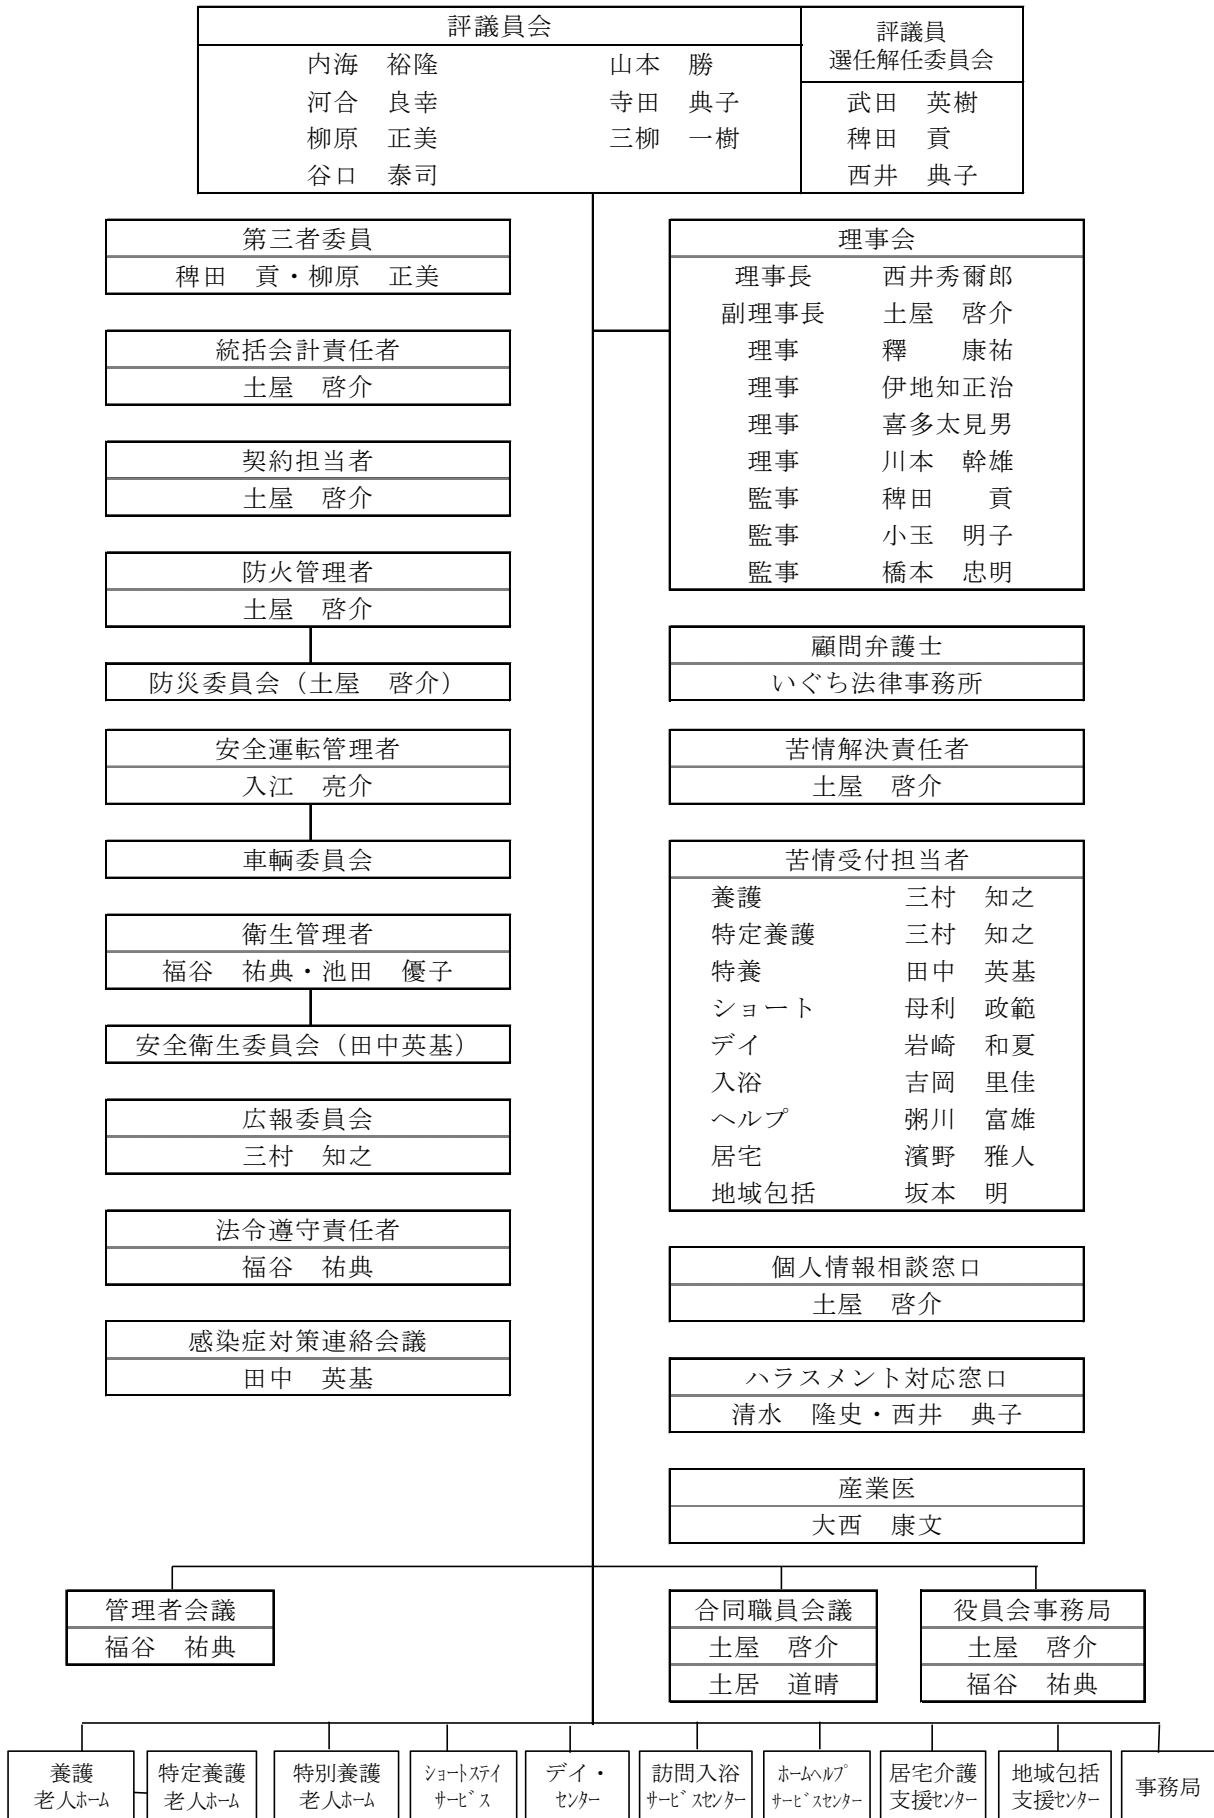 評議員会
内海　裕隆　山本　勝
河合　良幸　寺田　典子
柳原　正美　三柳　一樹
谷口　泰司
評議員
選任解任委員会
武田　英樹
稗田　貢
西井　典子
第三者委員
稗田　貢・柳原　正美
統括会計責任者
土屋　啓介
契約担当者
土屋　啓介
防火管理者
土屋　啓介
防災委員会（土屋　啓介）
安全運転管理者
入江　亮介
車輌委員会
衛生管理者
福谷　祐典・池田　優子
安全衛生委員会（田中英基）
広報委員会
三村　知之
法令遵守責任者
福谷　祐典
感染症対策連絡会議
田中　英基
理事会
理事長　西井秀爾郎
副理事長　土屋　啓介
理事　釋　　康祐
理事　伊地知正治
理事　喜多太見男
理事　川本　幹雄
監事　稗田　　貢
監事　小玉　明子
監事　橋本　忠明
顧問弁護士
いぐち法律事務所
苦情解決責任者
土屋　啓介
苦情受付担当者
養護　三村　知之
特定養護　三村　知之
特養　田中　英基
ショート　母利　政範
デイ　岩崎　和夏
入浴　吉岡　里佳
ヘルプ　粥川　富雄
居宅　濱野　雅人
地域包括　坂本　明
個人情報相談窓口
土屋　啓介
ハラスメント対応窓口
清水　隆史・西井　典子
産業医
大西　康文
管理者会議
福谷　祐典
合同職員会議
土屋　啓介
土居　道晴
役員会事務局
土屋　啓介
福谷　祐典
養護
老人ﾎｰﾑ
特定養護
老人ﾎｰﾑ
特別養護
老人ﾎｰﾑ
ｼｮｰﾄｽﾃｲ
ｻｰﾋﾞｽ
デイ・
ｾﾝﾀｰ
訪問入浴
ｻｰﾋﾞｽｾﾝﾀｰ
ﾎｰﾑﾍﾙﾌﾟ
ｻｰﾋﾞｽｾﾝﾀｰ
居宅介護
支援ｾﾝﾀｰ
地域包括
支援ｾﾝﾀｰ
事務局